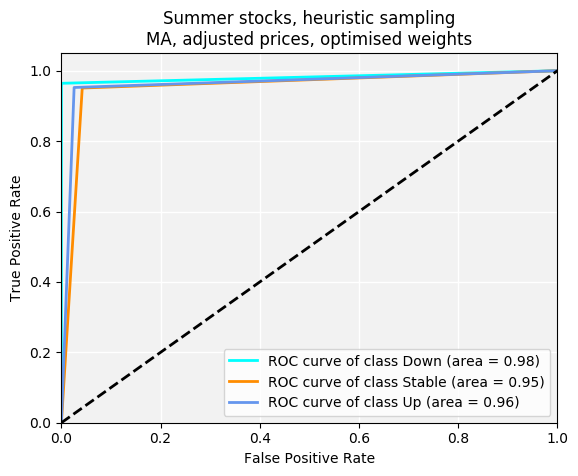 Summer stocks, heuristic sampling
MA, adjusted prices, optimised weights
1.0
0.8
0.6
0.4
0.2
0.0
True Positive Rate
ROC curve of class Down (area = 0.98)
ROC curve of class Stable (area = 0.95)
ROC curve of class Up (area = 0.96)
0.0 0.2 0.4 0.6 0.8 1.0
False Positive Rate